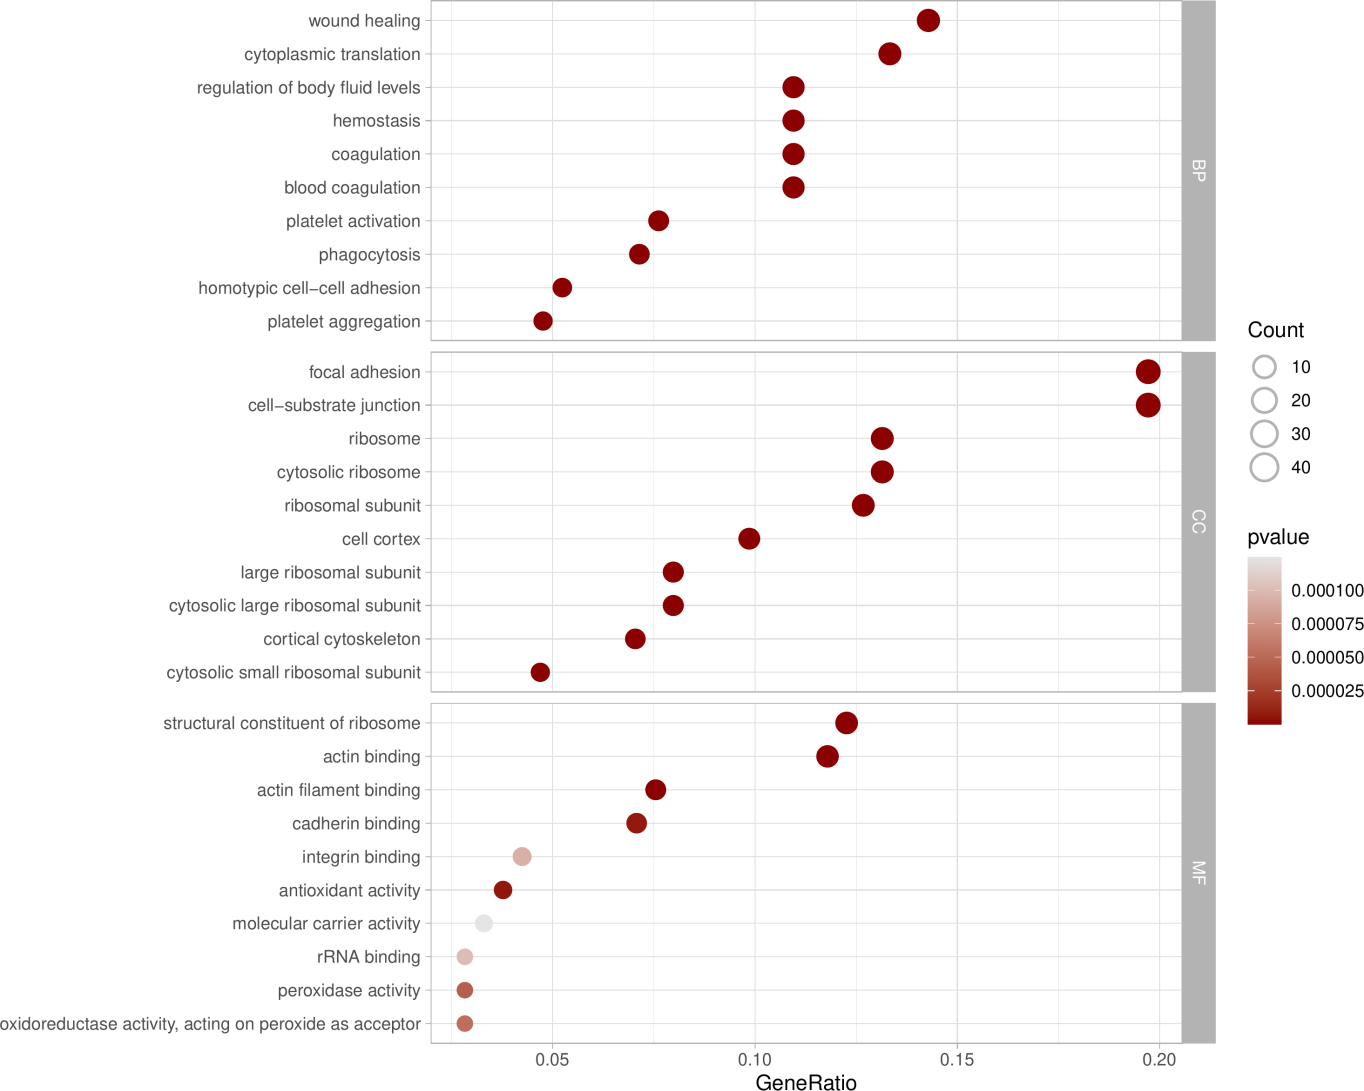 wound healing
cytoplasmic translation
regulation of body fluid levels
hemostasis
coagulation
blood coagulation
platelet activation
phagocytosis
homotypic cell−cell adhesion
platelet aggregation
BP
focal adhesion
cell−substrate junction
ribosome
cytosolic ribosome
ribosomal subunit
cell cortex
large ribosomal subunit
cytosolic large ribosomal subunit
cortical cytoskeleton
cytosolic small ribosomal subunit
CC
structural constituent of ribosome
actin binding
actin filament binding
cadherin binding
integrin binding
antioxidant activity
molecular carrier activity
rRNA binding
peroxidase activity
oxidoreductase activity, acting on peroxide as acceptor
MF
0.05 0.10 0.15 0.20
GeneRatio
Count
10
20
30
40
pvalue
0.000100
0.000075
0.000050
0.000025